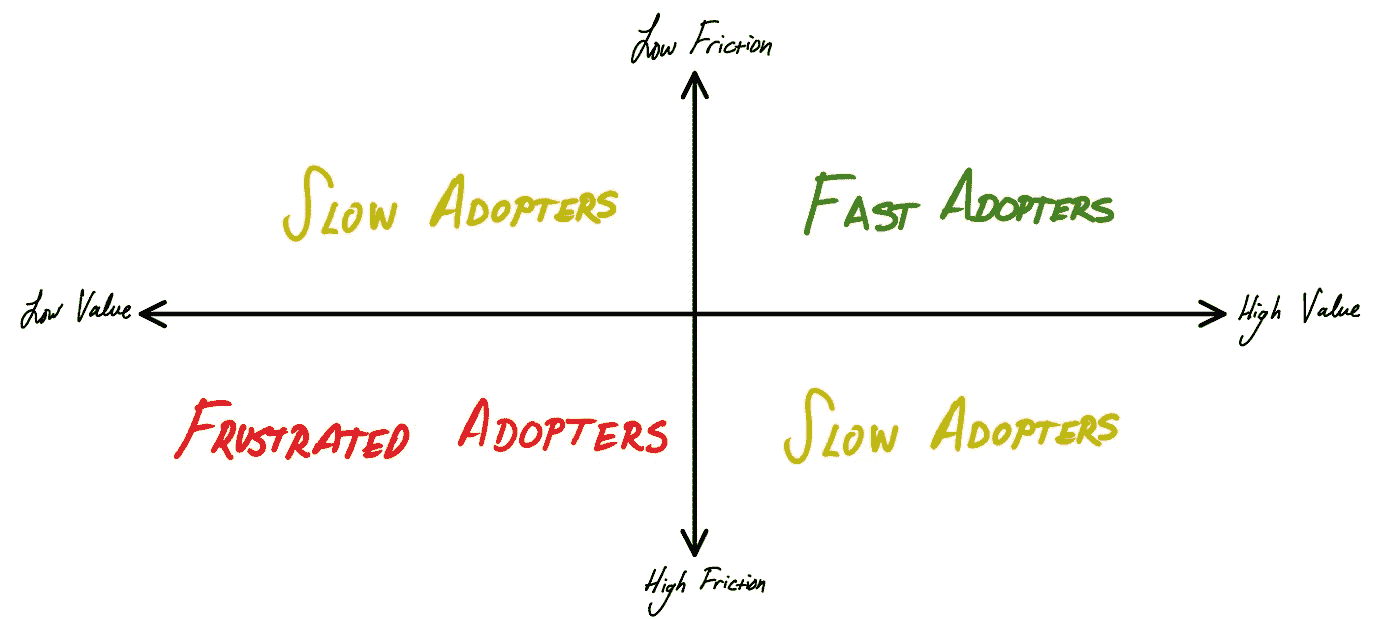 Low Friction
SLOW ADOPTERS
FAST ADOPTERS
Low Value
High Value
FRUSTRATED ADOPTERS
SLOW ADOPTERS
High Friction